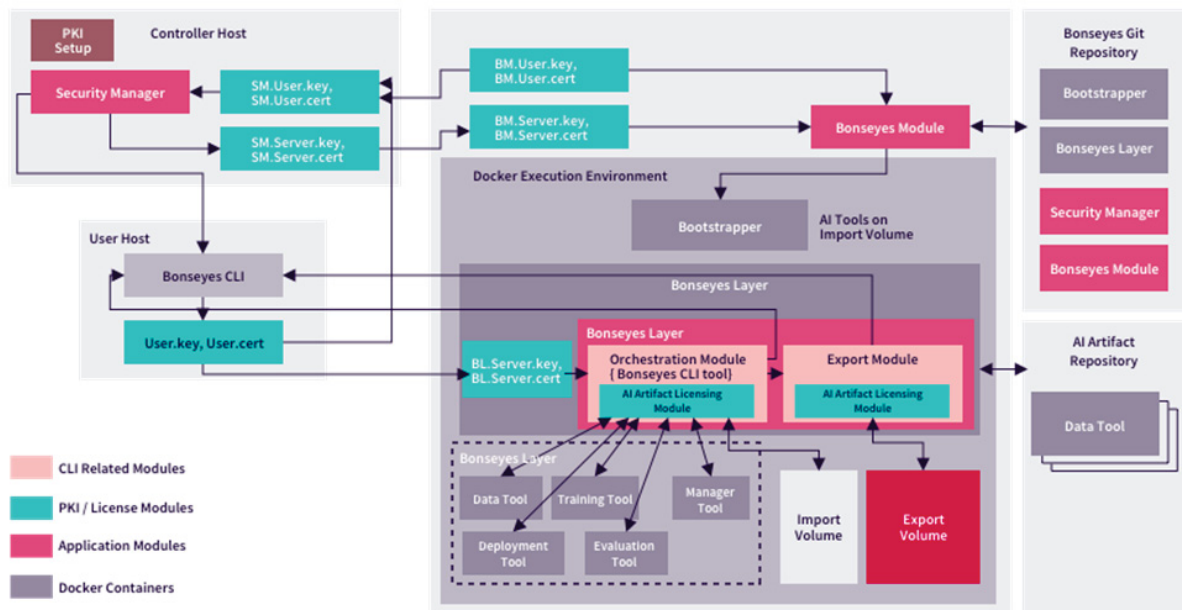 PKI
Setup
Controller Host
Security Manager
SM.User.key,
SM.User.cert
SM.Server.key,
SM.Server.cert
BM.User.key,
BM.User.cert
BM.Server.key,
BM.Server.cert
Bonseyes Module
Bonseyes Git
Repository
Bootstrapper
Bonseyes Layer
Security Manager
Bonseyes Module
User Host
Bonseyes CLI
User.key, User.cert
Docker Execution Environment
Bootstrapper
AI Tools on
Import Volume
Bonseyes Layer
BL.Server.key,
BL.Server.cert
Bonseyes Layer
Orchestration Module
{ Bonseyes CLI tool}
AI Artifact Licensing
Module
Export Module
AI Artifact Licensing
Module
AI Artifact
Repository
Data Tool
Bonseyes Layer
Data Tool
Training Tool
Manager
Tool
Deployment
Tool
Evaluation
Tool
Import
Volume
Export
Volume
CLI Related Modules
PKI / License Modules
Application Modules
Docker Containers